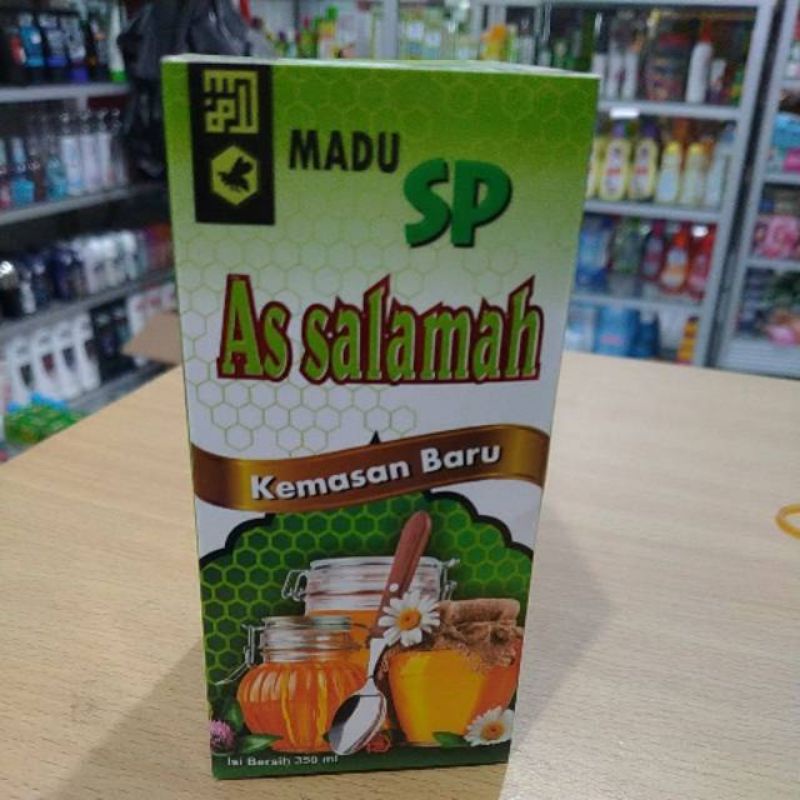 MADU
SP
As salamah
Kemasan Baru
Isi Bersih 350 ml